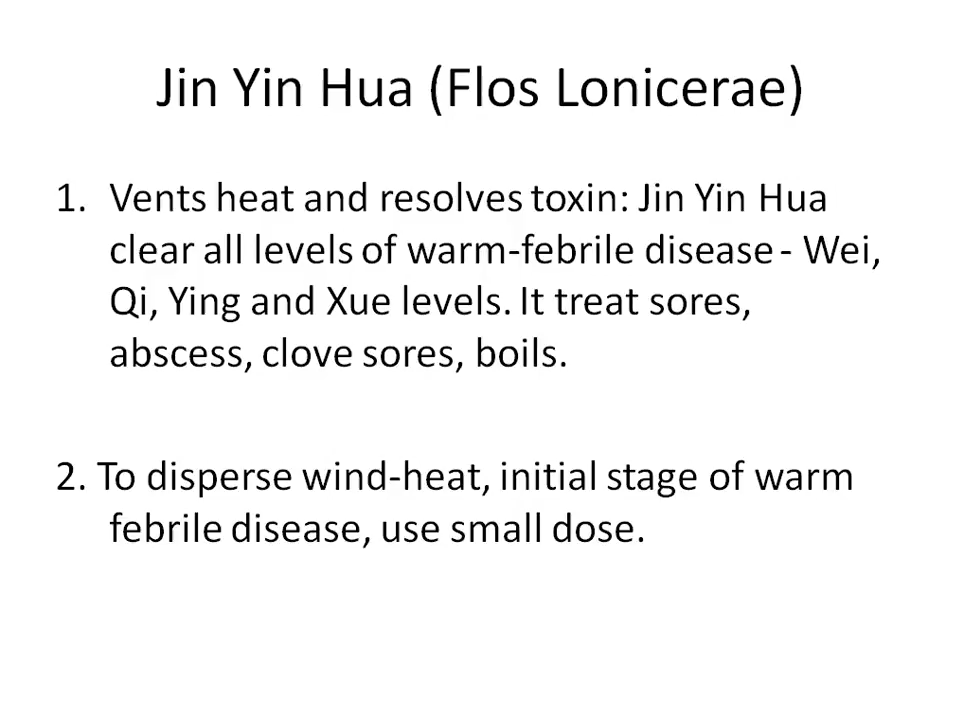 Jin Yin Hua (Flos Lonicerae)
1. Vents heat and resolves toxin: Jin Yin Hua
clear all levels of warm-febrile disease - Wei,
Qi, Ying and Xue levels. It treat sores,
abscess, clove sores, boils.
2. To disperse wind-heat, initial stage of warm
febrile disease, use small dose.